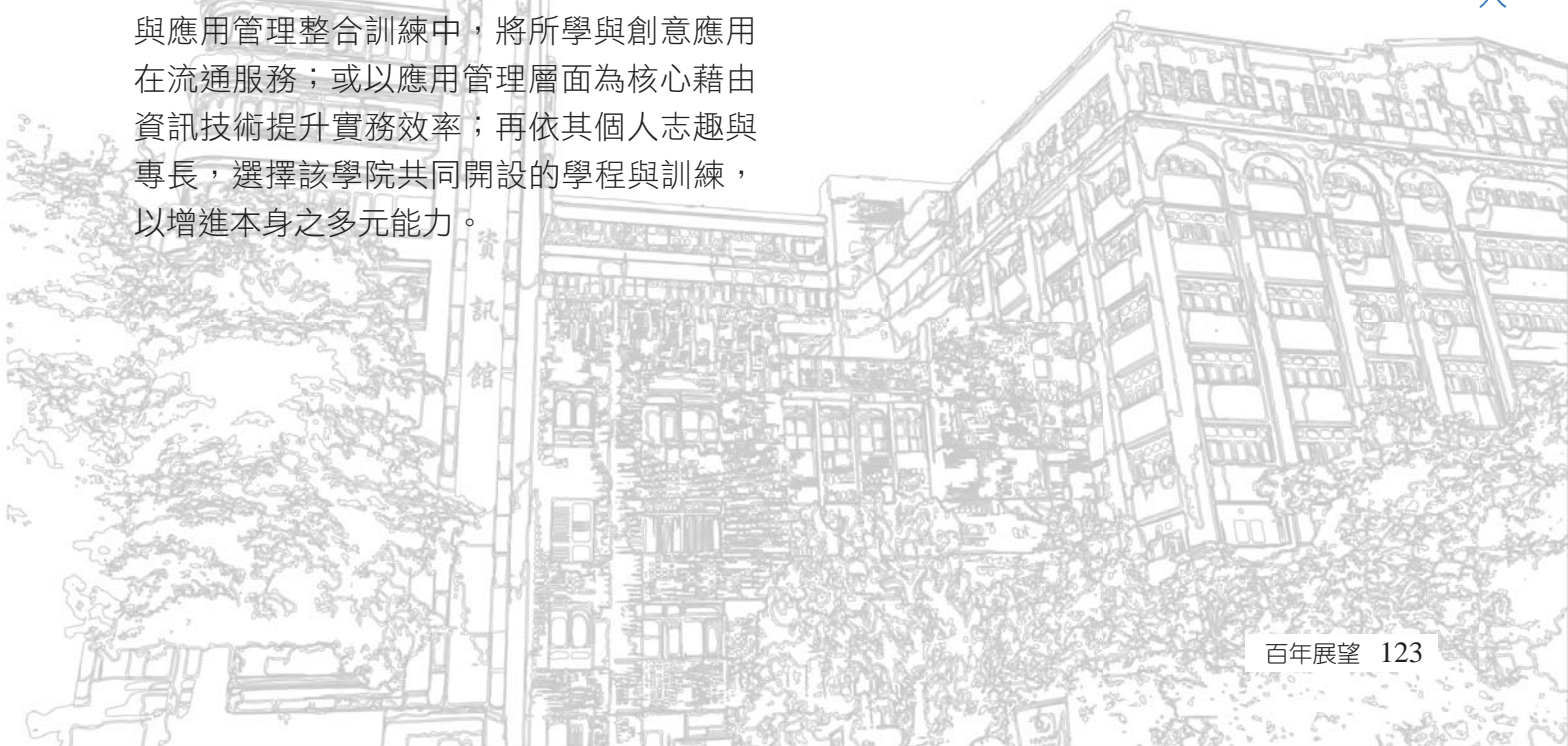 與應用管理整合訓練中，將所學與創意應用
在流通服務；或以應用管理層面為核心藉由
資訊技術提升實務效率；再依其個人志趣與
專長，選擇該學院共同開設的學程與訓練，
以增進本身之多元能力。
資訊館
百年展望 123